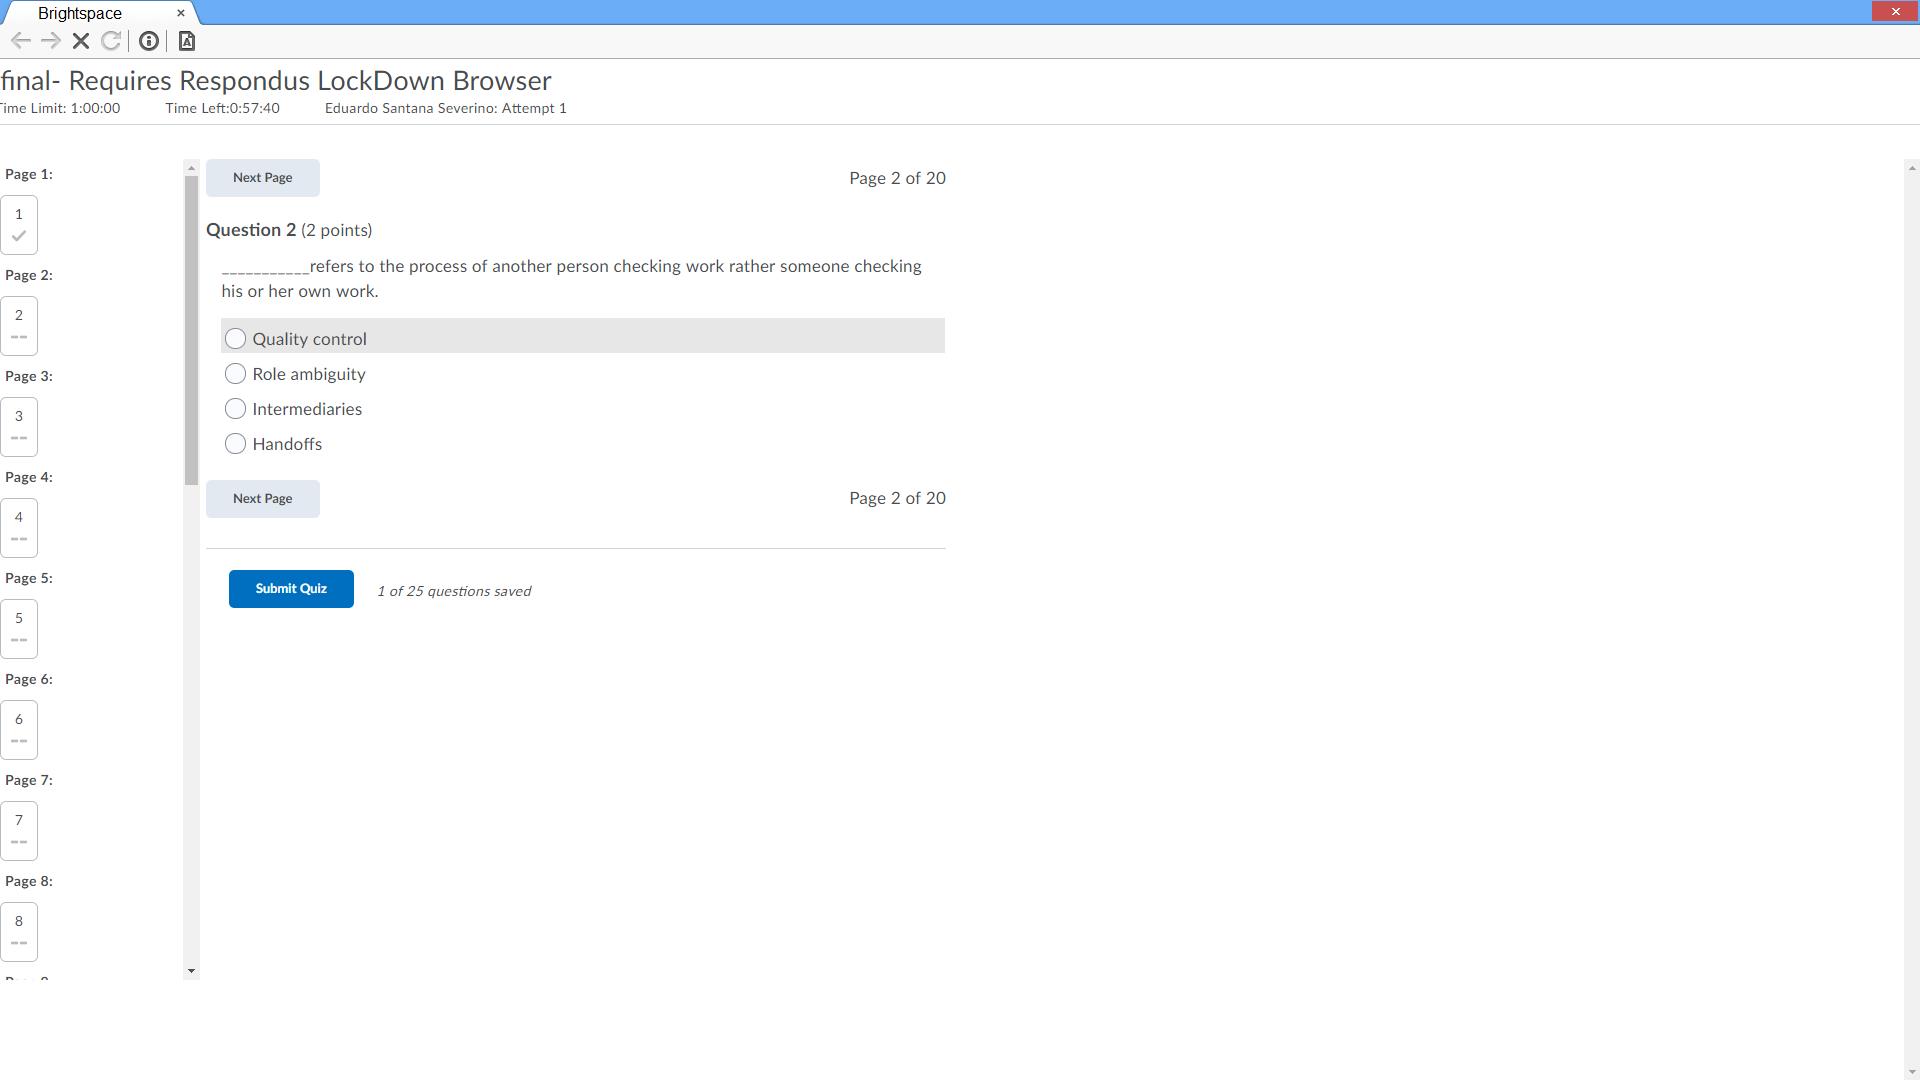 Brightspace
final- Requires Respondus LockDown Browser
Time Limit: 1:00:00 Time Left:0:57:40 Eduardo Santana Severino: Attempt 1
Page 1:
1
Page 2:
2
--
Page 3:
3
--
Page 4:
4
--
Page 5:
5
--
Page 6:
6
--
Page 7:
7
--
Page 8:
8
--
Next Page Page 2 of 20
Question 2 (2 points)
___________refers to the process of another person checking work rather someone checking
his or her own work.
Quality control
Role ambiguity
Intermediaries
Handoffs
Next Page Page 2 of 20
Submit Quiz 1 of 25 questions saved